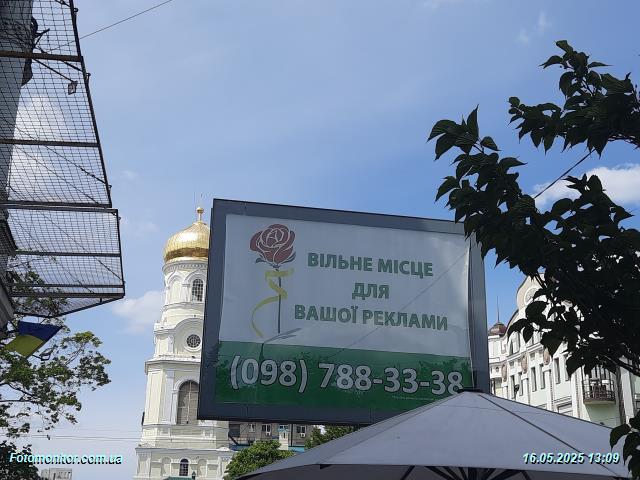 ВІЛЬНЕ МІСЦЕ
ДЛЯ
ВАШОЇ РЕКЛАМИ
(098) 788-33-38
Fotomonitor.com.ua
16.05.2025 13:09